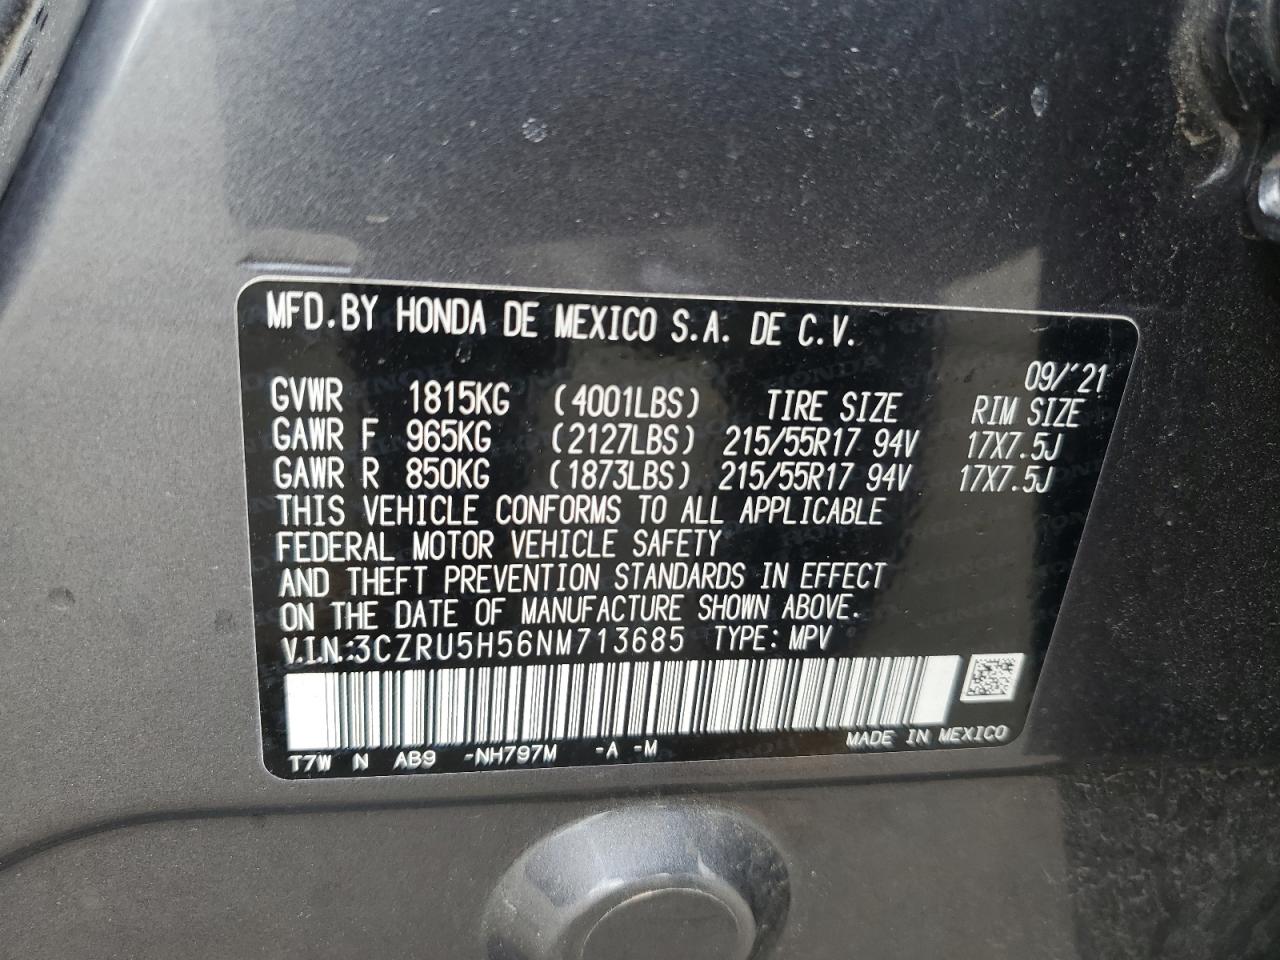 MFD.BY HONDA DE MEXICO S.A. DE C.V.
09/'21
GVWR 1815KG (4001LBS) TIRE SIZE RIM SIZE
GAWR F 965KG (2127LBS) 215/55R17 94V 17X7.5J
GAWR R 850KG (1873LBS) 215/55R17 94V 17X7.5J
THIS VEHICLE CONFORMS TO ALL APPLICABLE
FEDERAL MOTOR VEHICLE SAFETY
AND THEFT PREVENTION STANDARDS IN EFFECT
ON THE DATE OF MANUFACTURE SHOWN ABOVE.
V.I.N.:3CZRU5H56NM713685 TYPE: MPV
T7W N AB9 -NH797M -A -M MADE IN MEXICO